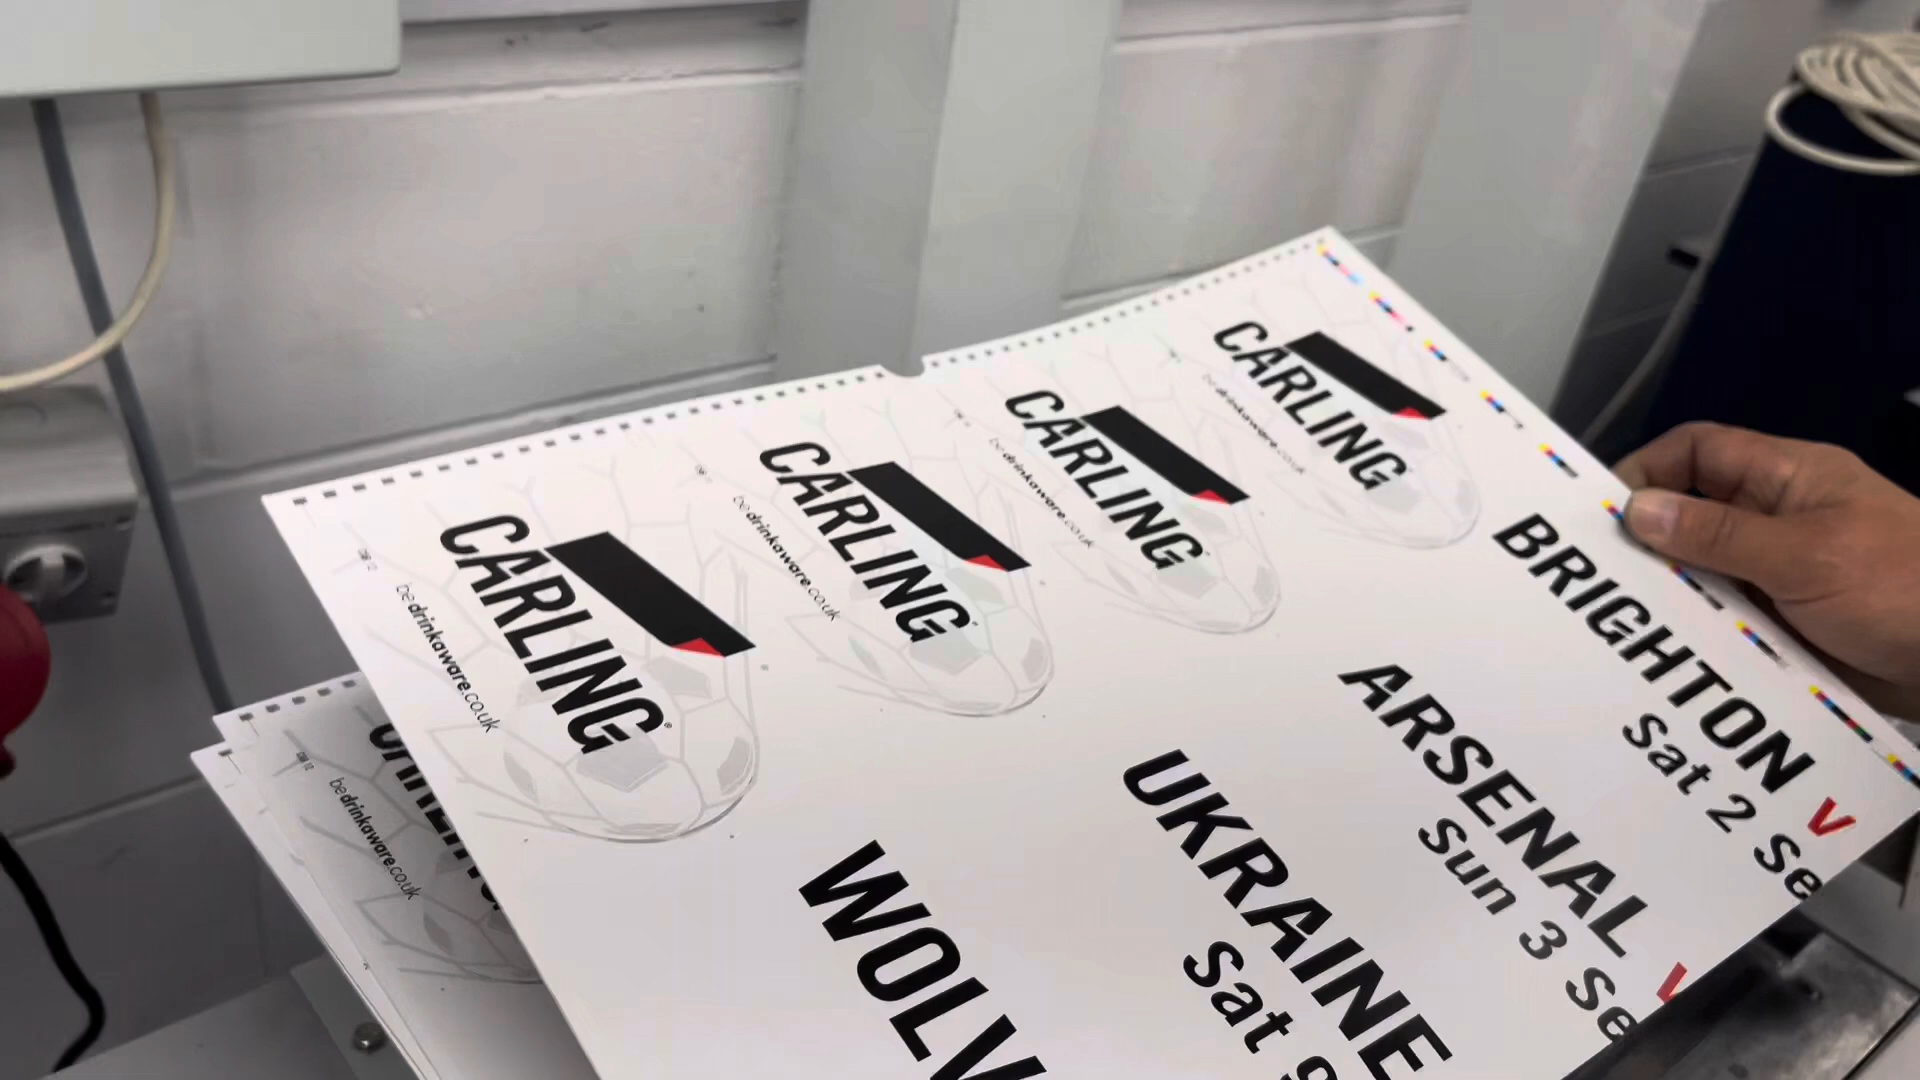 CARLING
bedrinkaware.co.uk
BRIGHTON V
Sat 2 Se
CARLING
bedrinkaware.co.uk
ARSENAL V
Sun 3 Se
CARLING
bedrinkaware.co.uk
UKRAINE
Sat 9
CARLING
bedrinkaware.co.uk
WOLV
bedrinkaware.co.uk